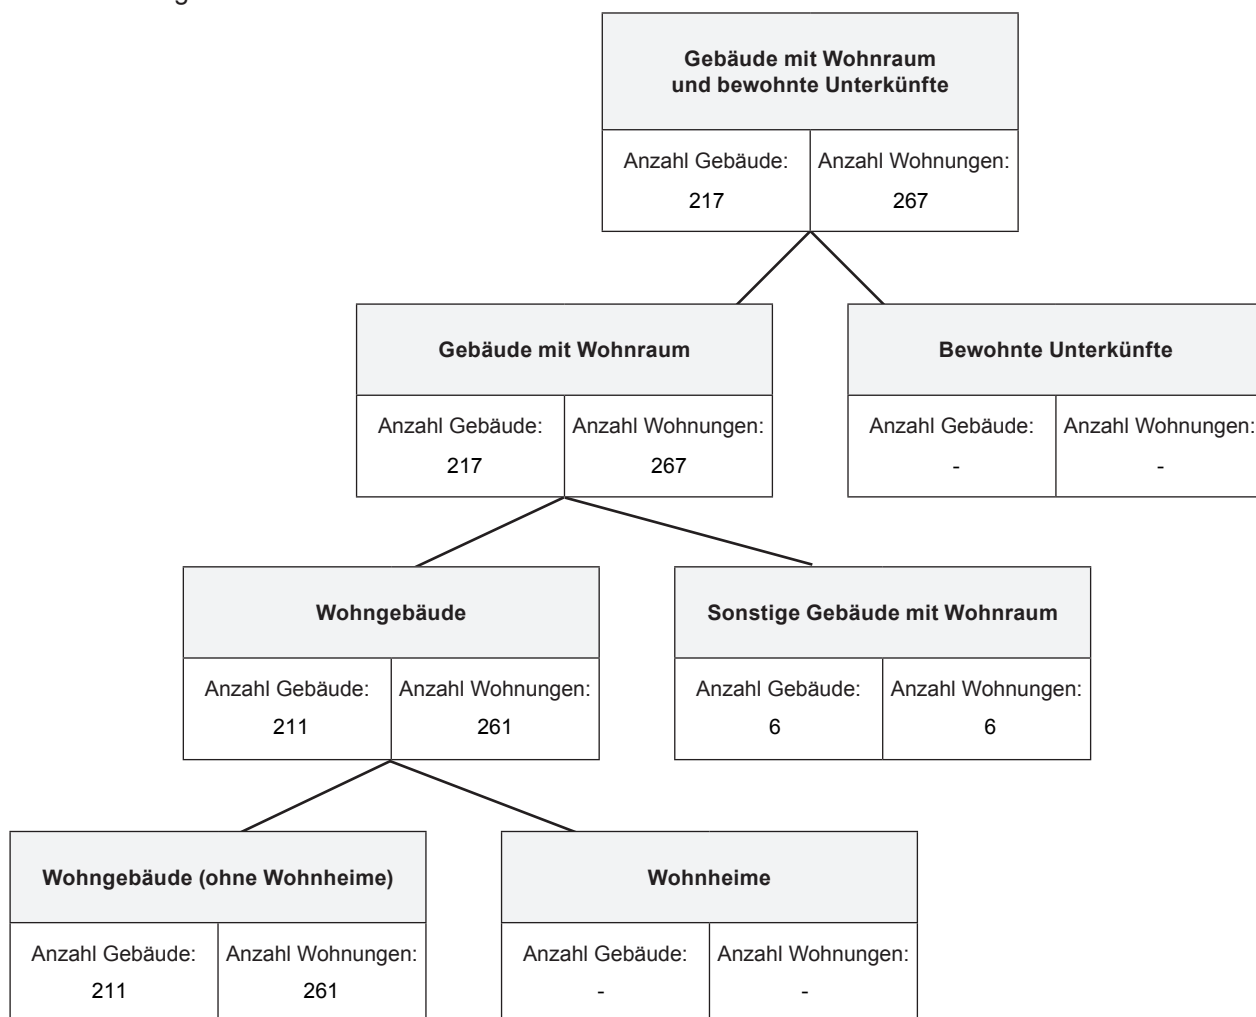 Gebäude mit Wohnraum
und bewohnte Unterkünfte
Anzahl Gebäude:
Anzahl Wohnungen:
217
267
Gebäude mit Wohnraum
Bewohnte Unterkünfte
Anzahl Gebäude:
Anzahl Wohnungen:
Anzahl Gebäude:
Anzahl Wohnungen:
217
267
-
-
Wohngebäude
Sonstige Gebäude mit Wohnraum
Anzahl Gebäude:
Anzahl Wohnungen:
Anzahl Gebäude:
Anzahl Wohnungen:
211
261
6
6
Wohngebäude (ohne Wohnheime)
Wohnheime
Anzahl Gebäude:
Anzahl Wohnungen:
Anzahl Gebäude:
Anzahl Wohnungen:
211
261
-
-